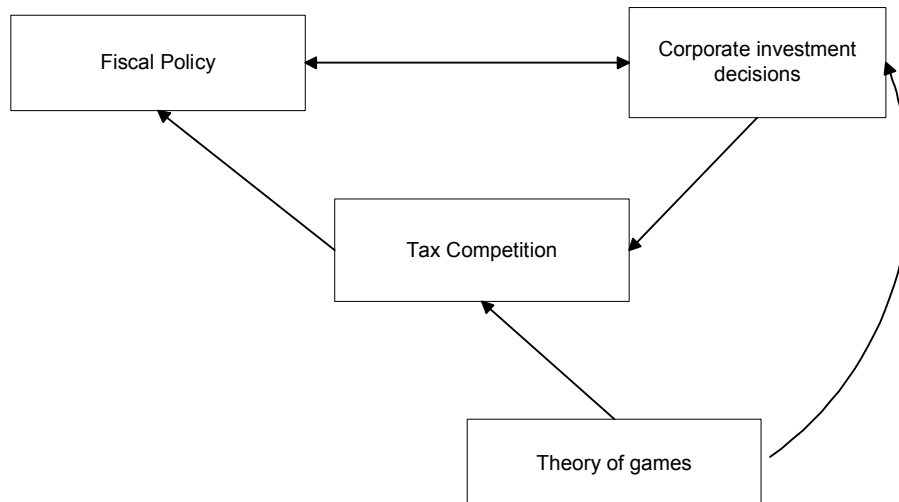 Fiscal Policy
Corporate investment
decisions
Tax Competition
Theory of games